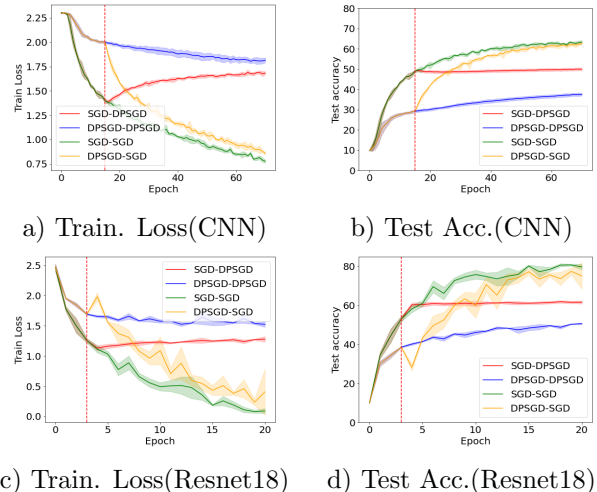 2.25
2.00
1.75
1.50
1.25
1.00
0.75
Train Loss
SGD-DPSGD
DPSGD-DPSGD
SGD-SGD
DPSGD-SGD
0 20 40 60
Epoch
a) Train. Loss(CNN)
80
70
60
50
40
30
20
10
0
Test accuracy
SGD-DPSGD
DPSGD-DPSGD
SGD-SGD
DPSGD-SGD
0 20 40 60
Epoch
b) Test Acc.(CNN)
2.5
2.0
1.5
1.0
0.5
0.0
Train Loss
SGD-DPSGD
DPSGD-DPSGD
SGD-SGD
DPSGD-SGD
0 5 10 15 20
Epoch
c) Train. Loss(Resnet18)
80
60
40
20
0
Test accuracy
SGD-DPSGD
DPSGD-DPSGD
SGD-SGD
DPSGD-SGD
0 5 10 15 20
Epoch
d) Test Acc.(Resnet18)